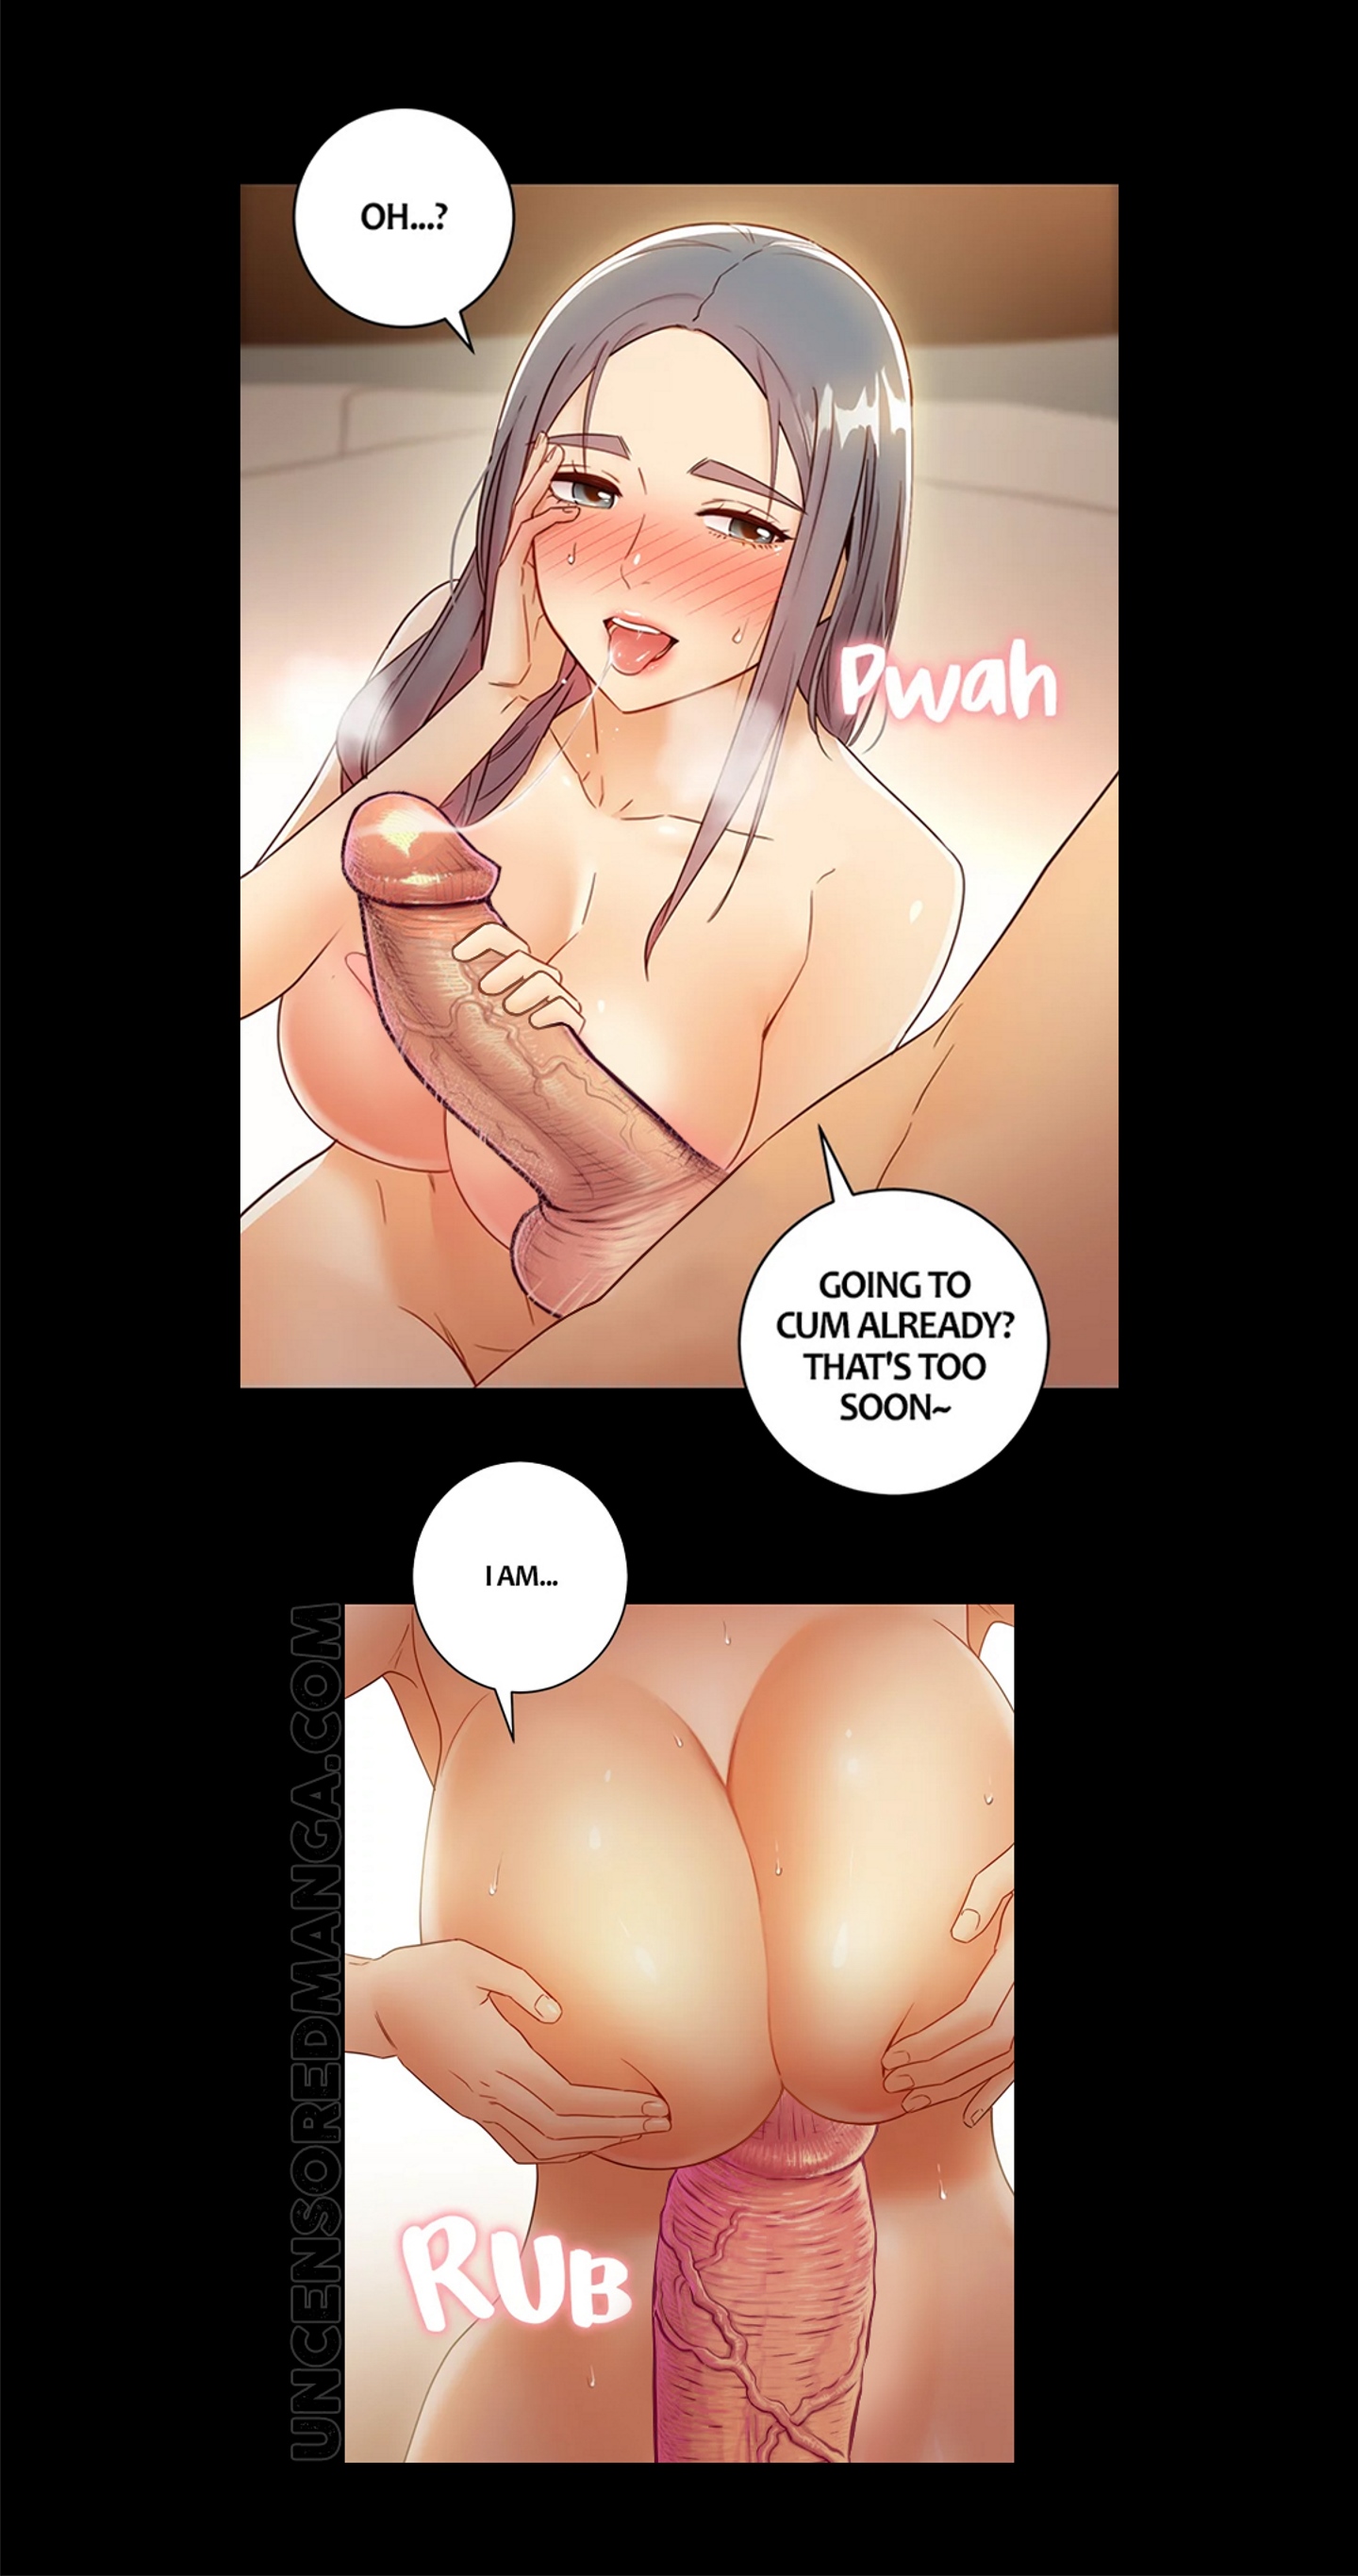 OH...?
Pwah
GOING TO
CUM ALREADY?
THAT'S TOO
SOON~
I AM...
UNCENSOREDMANGA.COM
RUB